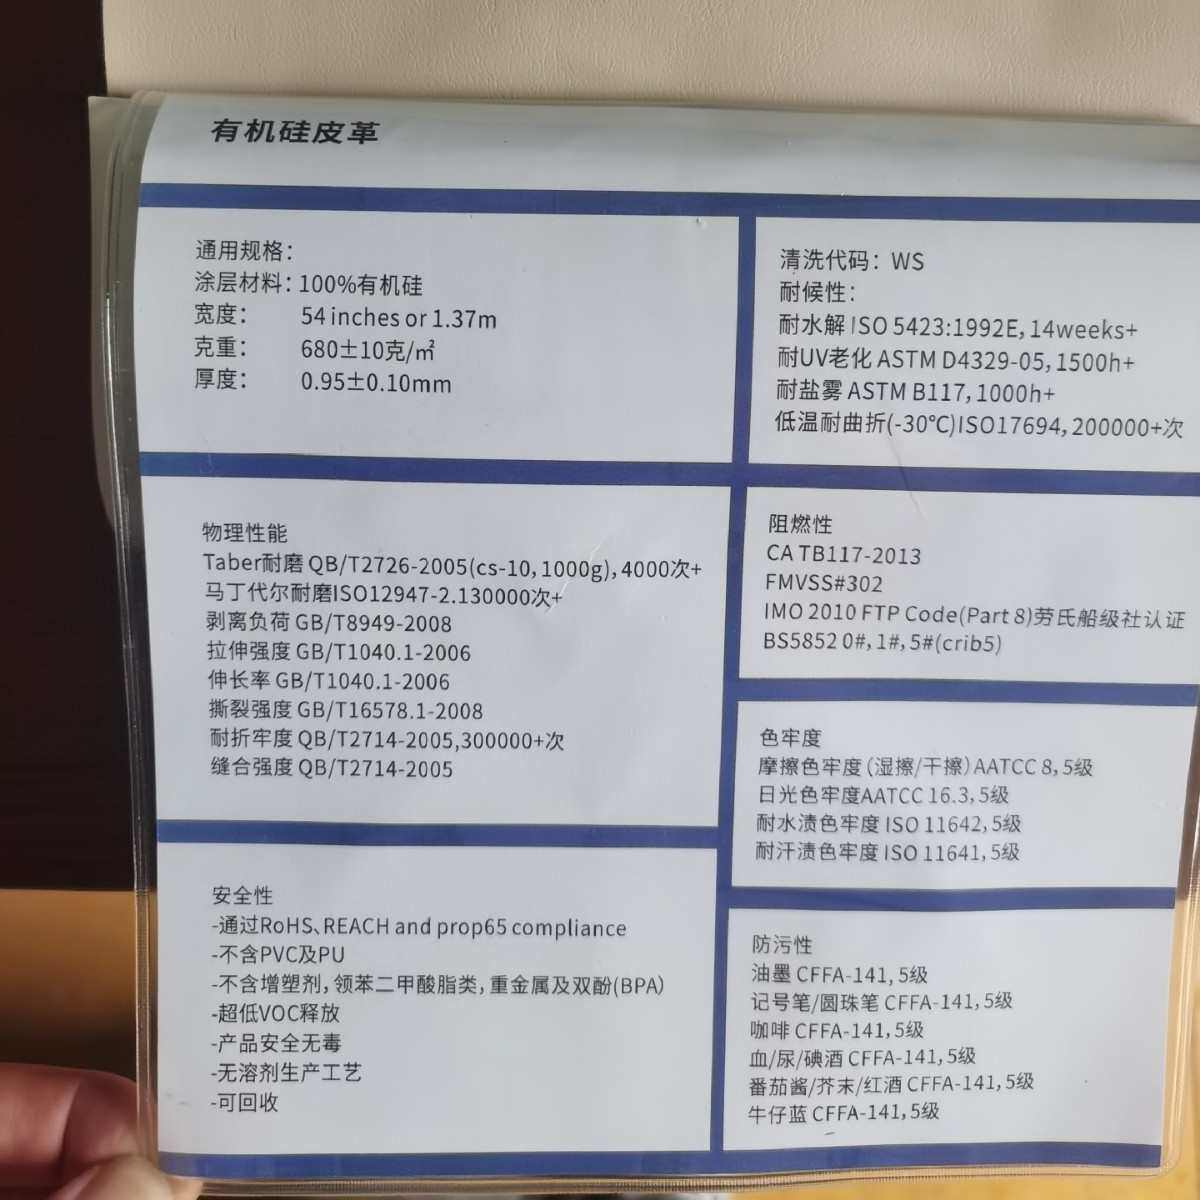 有机硅皮革
通用规格：
涂层材料：100%有机硅
宽度： 54 inches or 1.37m
克重： 680±10克/㎡
厚度： 0.95±0.10mm
清洗代码：WS
耐候性：
耐水解 ISO 5423:1992E, 14weeks+
耐UV老化 ASTM D4329-05, 1500h+
耐盐雾 ASTM B117, 1000h+
低温耐曲折(-30℃)ISO17694, 200000+次
物理性能
Taber耐磨 QB/T2726-2005(cs-10, 1000g), 4000次+
马丁代尔耐磨ISO12947-2.130000次+
剥离负荷 GB/T8949-2008
拉伸强度 GB/T1040.1-2006
伸长率 GB/T1040.1-2006
撕裂强度 GB/T16578.1-2008
耐折牢度 QB/T2714-2005,300000+次
缝合强度 QB/T2714-2005
阻燃性
CA TB117-2013
FMVSS#302
IMO 2010 FTP Code(Part 8)劳氏船级社认证
BS5852 0#, 1#, 5#(crib5)
色牢度
摩擦色牢度（湿擦/干擦）AATCC 8, 5级
日光色牢度AATCC 16.3, 5级
耐水渍色牢度 ISO 11642, 5级
耐汗渍色牢度 ISO 11641, 5级
安全性
-通过RoHS、REACH and prop65 compliance
-不含PVC及PU
-不含增塑剂，领苯二甲酸脂类，重金属及双酚(BPA)
-超低VOC释放
-产品安全无毒
-无溶剂生产工艺
-可回收
防污性
油墨 CFFA-141, 5级
记号笔/圆珠笔 CFFA-141, 5级
咖啡 CFFA-141, 5级
血/尿/碘酒 CFFA-141, 5级
番茄酱/芥末/红酒 CFFA-141, 5级
牛仔蓝 CFFA-141, 5级